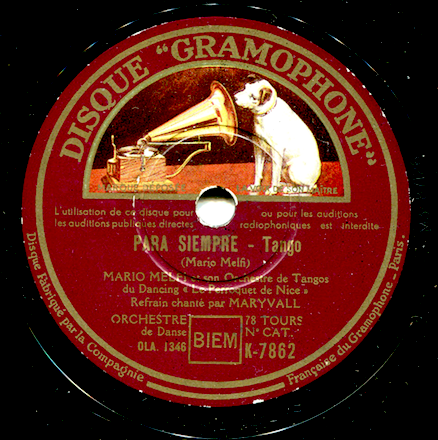 DISQUE "GRAMOPHONE"
DE SON MAÎTRE
L'utilisation de ce disque pour ou pour les auditions
les auditions publiques directes radiophoniques est interdite
PARA SIEMPRE - Tango
(Mario Melfi)
MARIO MELFI et son Orchestre de Tangos
du Dancing « Le Perroquet de Nice »
Refrain chanté par MARYVALL
ORCHESTRE
de Danse
OLA. 1346
BIEM
78 TOURS
N° CAT.
K-7862
Disque Fabriqué par la Compagnie Française du Gramophone - Paris.